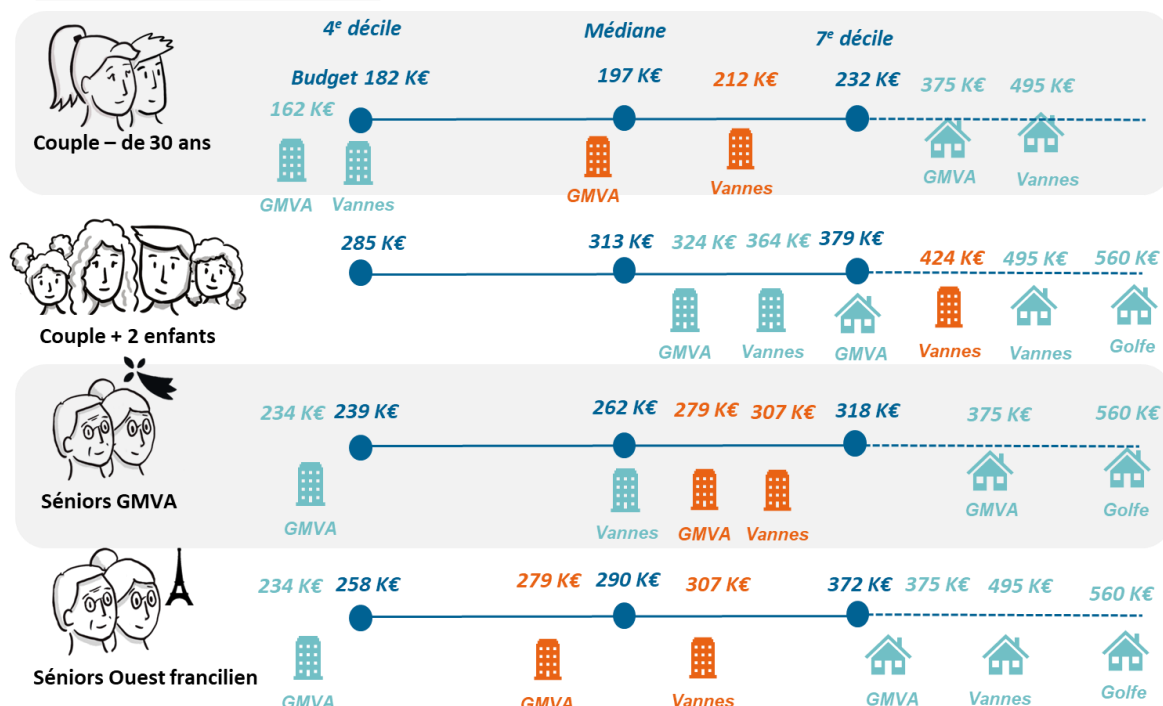 4e décile
Médiane
7e décile
Budget 182 K€
197 K€
212 K€
232 K€
375 K€
495 K€
162 K€
Couple – de 30 ans
GMVA
Vannes
GMVA
Vannes
GMVA
Vannes
285 K€
313 K€
324 K€
364 K€
379 K€
424 K€
495 K€
560 K€
Couple + 2 enfants
GMVA
Vannes
GMVA
Vannes
Vannes
Golfe
234 K€
239 K€
262 K€
279 K€
307 K€
318 K€
375 K€
560 K€
Séniors GMVA
GMVA
Vannes
GMVA
Vannes
GMVA
Golfe
234 K€
258 K€
279 K€
290 K€
307 K€
372 K€
375 K€
495 K€
560 K€
Séniors Ouest francilien
GMVA
GMVA
Vannes
GMVA
Vannes
Golfe